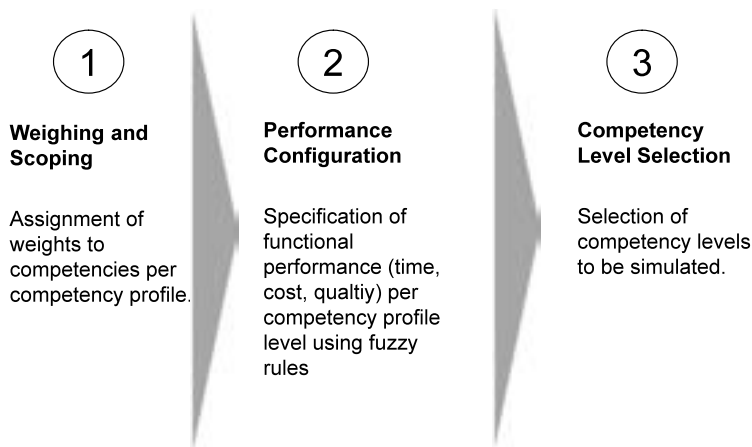 1
Weighing and
Scoping
Assignment of
weights to
competencies per
competency profile.
2
Performance
Configuration
Specification of
functional
performance (time,
cost, qualtiy) per
competency profile
level using fuzzy
rules
3
Competency
Level Selection
Selection of
competency levels
to be simulated.